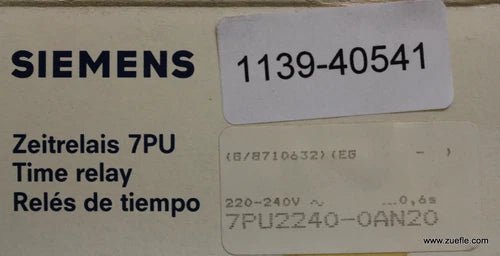 SIEMENS
1139-40541
Zeitrelais 7PU
Time relay
Relés de tiempo
(G/8710632)(EG - )
220-240V ~ ...0,6s
7PU2240-0AN20
www.zuefle.com